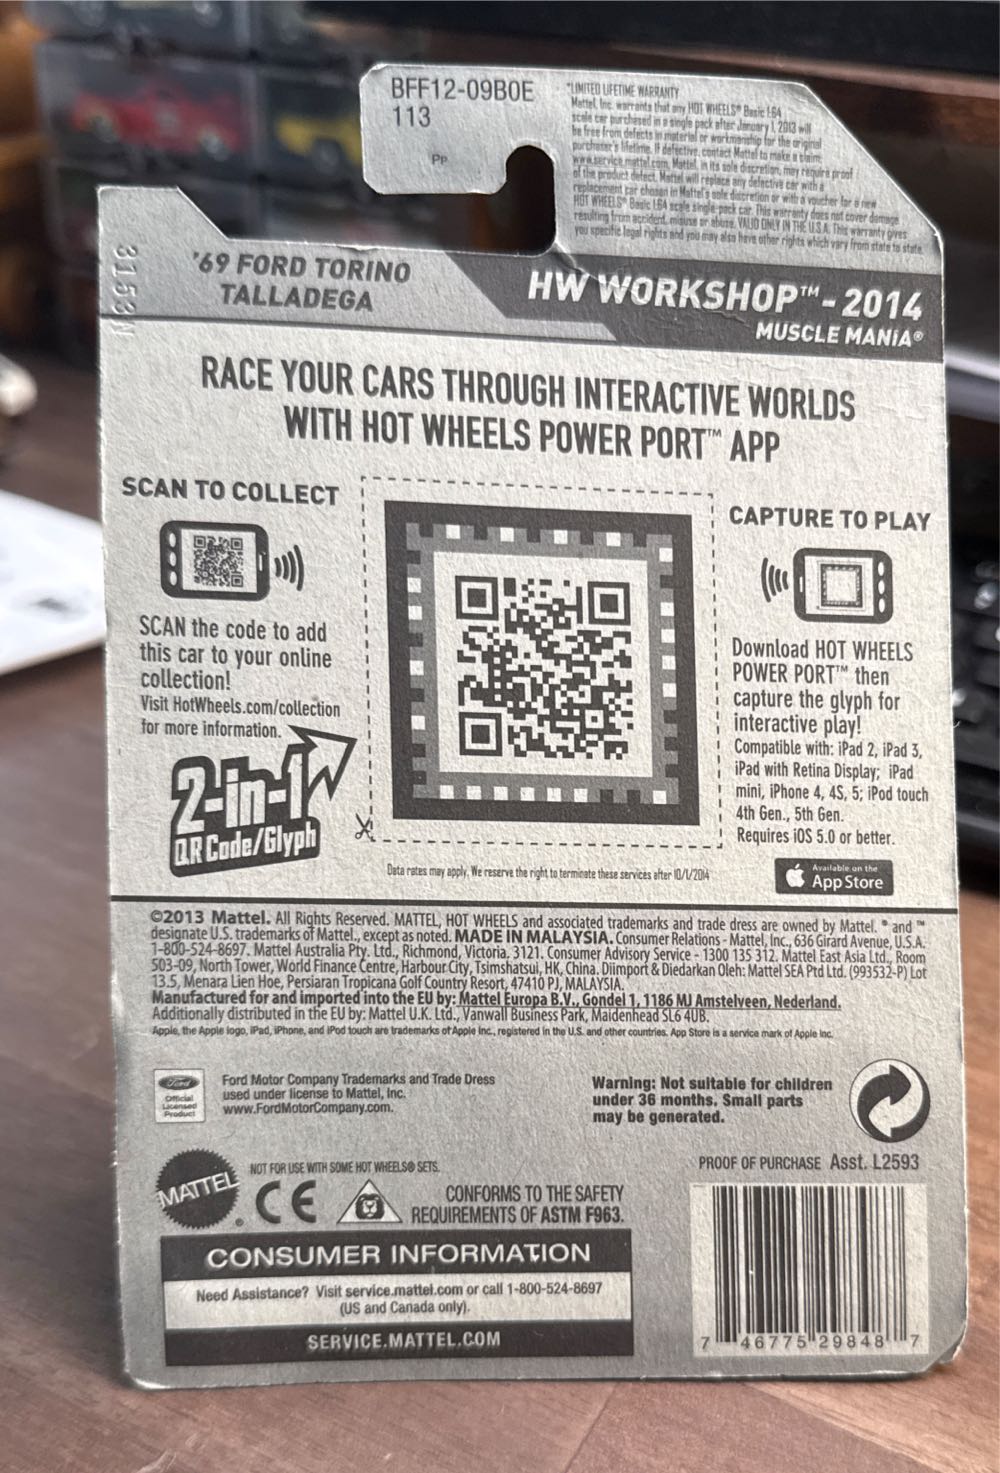 BFF12-09B0E
113
Pp
*LIMITED LIFETIME WARRANTY
Mattel, Inc. warrants that any HOT WHEELS® Basic 1:64
scale car purchased in a single pack after January 1, 2013 will
be free from defects in material or workmanship for the original
purchaser's lifetime. If defective, contact Mattel to make a claim:
www.service.mattel.com. Mattel, in its sole discretion, may require proof
of the product defect. Mattel will replace any defective car with a
replacement car chosen in Mattel's sole discretion or with a voucher for a new
HOT WHEELS® Basic 1:64 scale single-pack car. This warranty does not cover damage
resulting from accident, misuse or abuse. VALID ONLY IN THE U.S.A. This warranty gives
you specific legal rights and you may also have other rights which vary from state to state.
'69 FORD TORINO
TALLADEGA
HW WORKSHOP™ - 2014
MUSCLE MANIA®
RACE YOUR CARS THROUGH INTERACTIVE WORLDS
WITH HOT WHEELS POWER PORT™ APP
SCAN TO COLLECT
SCAN the code to add
this car to your online
collection!
Visit HotWheels.com/collection
for more information.
2-in-1
QR Code/Glyph
CAPTURE TO PLAY
Download HOT WHEELS
POWER PORT™ then
capture the glyph for
interactive play!
Compatible with: iPad 2, iPad 3,
iPad with Retina Display; iPad
mini, iPhone 4, 4S, 5; iPod touch
4th Gen., 5th Gen.
Requires iOS 5.0 or better.
Available on the
App Store
Data rates may apply. We reserve the right to terminate these services after 10/1/2014
©2013 Mattel. All Rights Reserved. MATTEL, HOT WHEELS and associated trademarks and trade dress are owned by Mattel. ® and ™
designate U.S. trademarks of Mattel., except as noted. MADE IN MALAYSIA. Consumer Relations - Mattel, Inc., 636 Girard Avenue, U.S.A.
1-800-524-8697. Mattel Australia Pty. Ltd., Richmond, Victoria. 3121. Consumer Advisory Service - 1300 135 312. Mattel East Asia Ltd., Room
503-09, North Tower, World Finance Centre, Harbour City, Tsimshatsui, HK, China. Diimport & Diedarkan Oleh: Mattel SEA Ptd Ltd. (993532-P) Lot
13.5, Menara Lien Hoe, Persiaran Tropicana Golf Country Resort, 47410 PJ, MALAYSIA.
Manufactured for and imported into the EU by: Mattel Europa B.V., Gondel 1, 1186 MJ Amstelveen, Nederland.
Additionally distributed in the EU by: Mattel U.K. Ltd., Vanwall Business Park, Maidenhead SL6 4UB.
Apple, the Apple logo, iPad, iPhone, and iPod touch are trademarks of Apple Inc., registered in the U.S. and other countries. App Store is a service mark of Apple Inc.
Ford
Official
Licensed
Product
Ford Motor Company Trademarks and Trade Dress
used under license to Mattel, Inc.
www.FordMotorCompany.com.
Warning: Not suitable for children
under 36 months. Small parts
may be generated.
PROOF OF PURCHASE Asst. L2593
NOT FOR USE WITH SOME HOT WHEELS® SETS.
MATTEL®
CE
CONFORMS TO THE SAFETY
REQUIREMENTS OF ASTM F963.
CONSUMER INFORMATION
Need Assistance? Visit service.mattel.com or call 1-800-524-8697
(US and Canada only).
SERVICE.MATTEL.COM
7 46775 29848 7